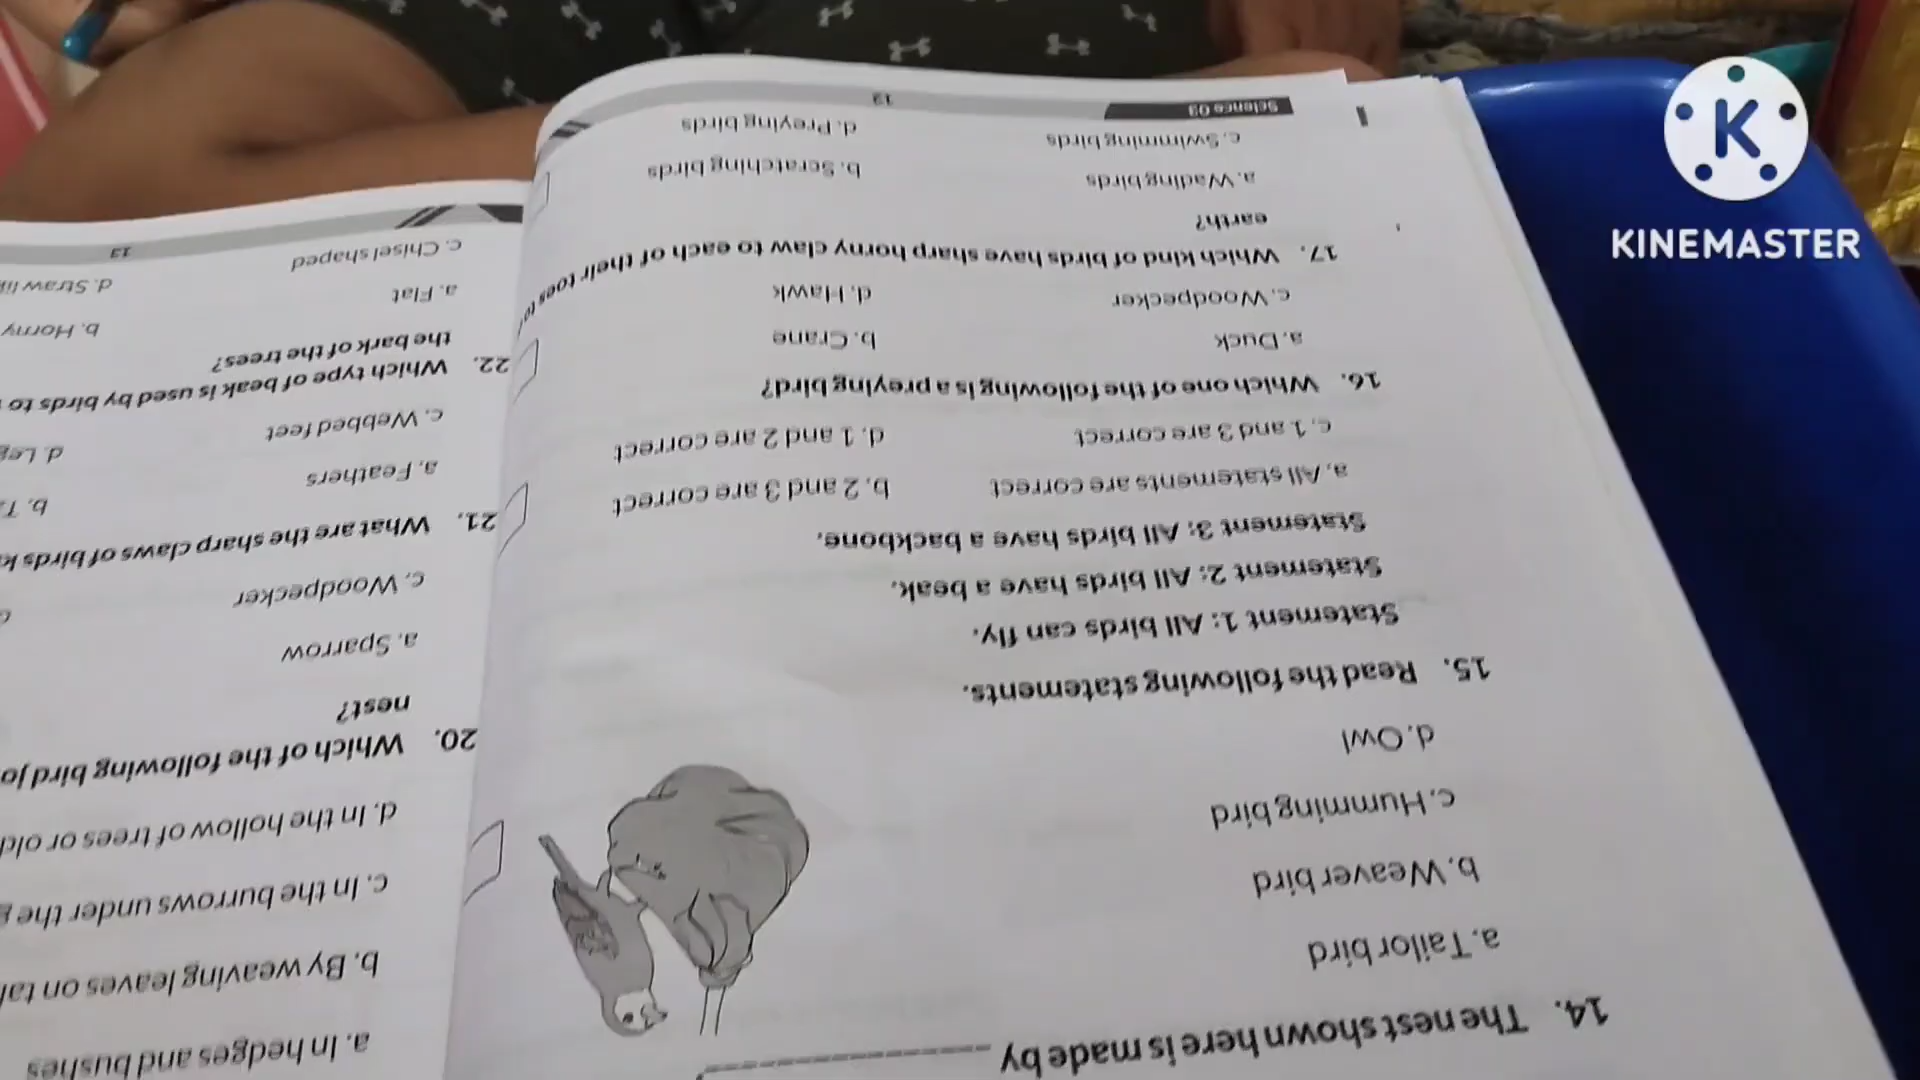 14. The nest shown here is made by
a. Tailor bird
b. Weaver bird
c. Humming bird
d. Owl
15. Read the following statements.
Statement 1: All birds can fly.
Statement 2: All birds have a beak.
Statement 3: All birds have a backbone.
a. All statements are correct b. 2 and 3 are correct
c. 1 and 3 are correct d. 1 and 2 are correct
16. Which one of the following is a preying bird?
a. Duck b. Crane
c. Woodpecker d. Hawk
17. Which kind of birds have sharp horny claw to each of their toes to
earth?
a. Wading birds b. Scratching birds
c. Swimming birds d. Preying birds
Science 03 12
a. In hedges and bushes
b. By weaving leaves on
c. In the burrows under the
d. In the hollow of trees or old
20. Which of the following bird
nest?
a. Sparrow
c. Woodpecker
21. What are the sharp claws of birds
a. Feathers
c. Webbed feet
22. Which type of beak is used by birds to
the bark of the trees?
a. Flat b. Horny
c. Chisel shaped d. Straw
13
K
KINEMASTER